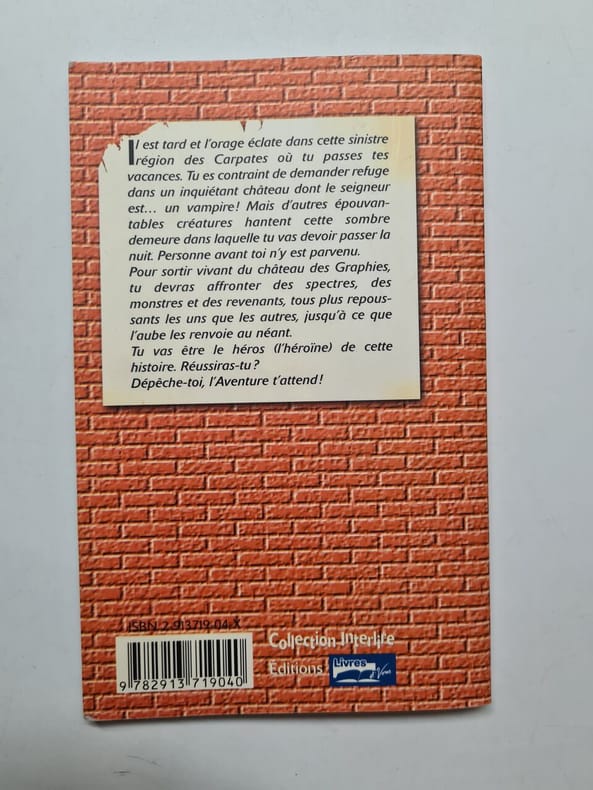 Il est tard et l'orage éclate dans cette sinistre
région des Carpates où tu passes tes
vacances. Tu es contraint de demander refuge
dans un inquiétant château dont le seigneur
est... un vampire! Mais d'autres épouvan-
tables créatures hantent cette sombre
demeure dans laquelle tu vas devoir passer la
nuit. Personne avant toi n'y est parvenu.
Pour sortir vivant du château des Graphies,
tu devras affronter des spectres, des
monstres et des revenants, tous plus repous-
sants les uns que les autres, jusqu'à ce que
l'aube les renvoie au néant.
Tu vas être le héros (l'héroïne) de cette
histoire. Réussiras-tu?
Dépêche-toi, l'Aventure t'attend!
ISBN 2-913719-04-X
Collection Interlire
Éditions Livres
d'Vous
9 782913 719040